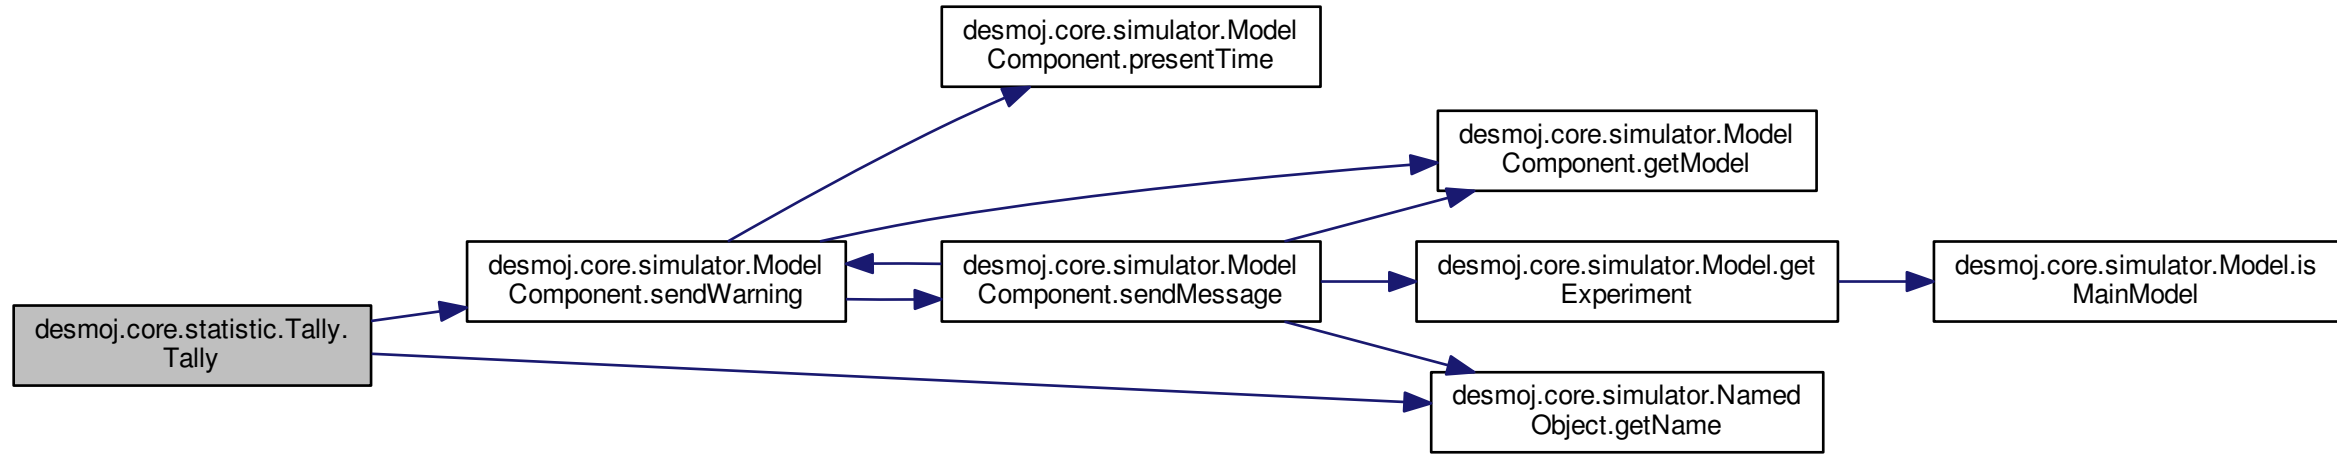 desmoj.core.simulator.Model
Component.presentTime
desmoj.core.simulator.Model
Component.getModel
desmoj.core.simulator.Model
Component.sendWarning
desmoj.core.simulator.Model
Component.sendMessage
desmoj.core.simulator.Model.get
Experiment
desmoj.core.simulator.Model.is
MainModel
desmoj.core.statistic.Tally.
Tally
desmoj.core.simulator.Named
Object.getName